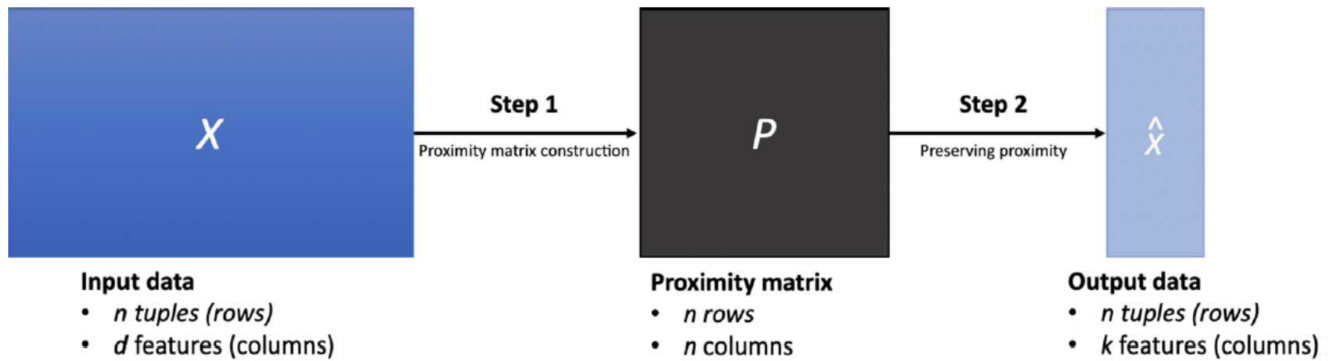 X
Step 1
Proximity matrix construction
P
Step 2
Preserving proximity
x̂
Input data
• n tuples (rows)
• d features (columns)
Proximity matrix
• n rows
• n columns
Output data
• n tuples (rows)
• k features (columns)